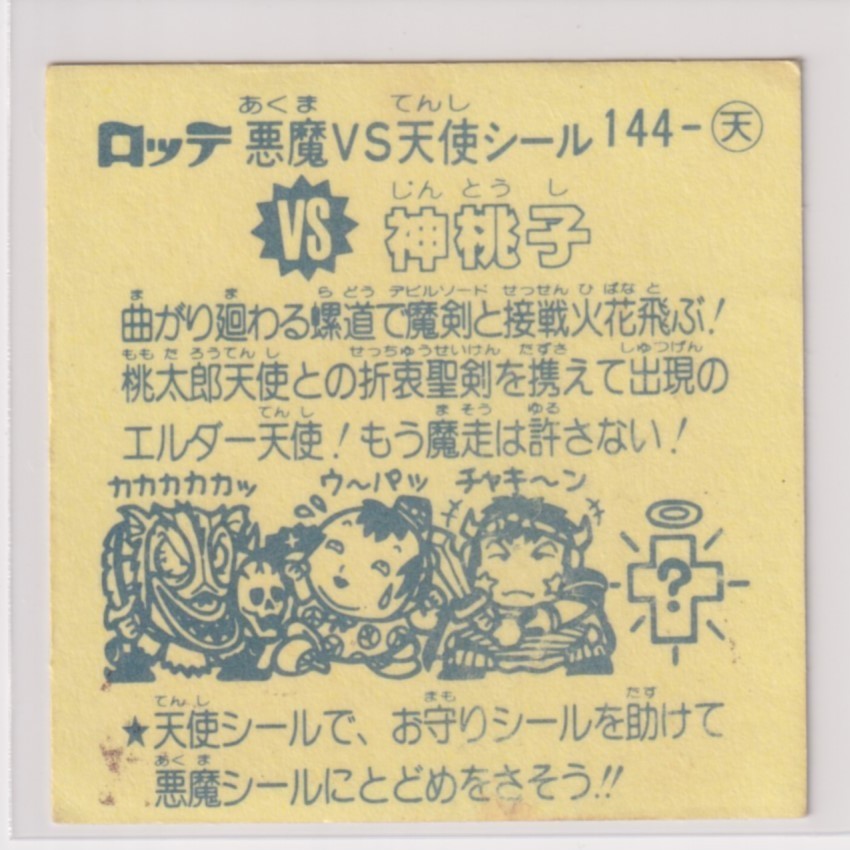 あくま てんし
ロッテ 悪魔VS天使シール 144-天
じんとうし
VS 神桃子
ま ま らどう デビルソード せっせん ひばなと
曲がり廻わる螺道で魔剣と接戦火花飛ぶ!
ももたろうてんし せっちゅうせいけん たずさ しゅつげん
桃太郎天使との折衷聖剣を携えて出現の
てんし まそう ゆる
エルダー天使!もう魔走は許さない!
カカカカカッ ウ～パッ チャキ～ン
?
てんし まも たす
★天使シールで、お守りシールを助けて
あくま
悪魔シールにとどめをさそう!!